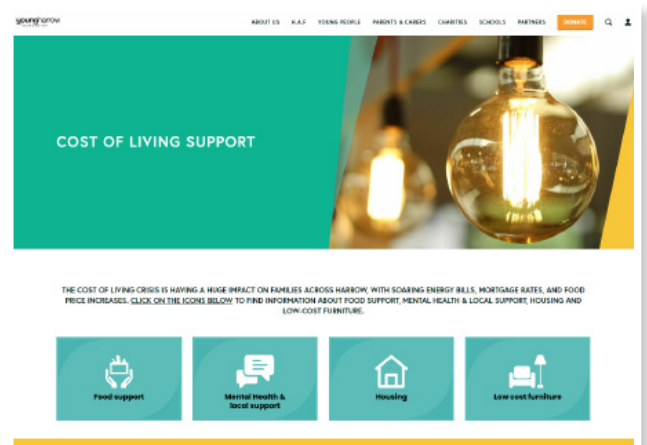 youngharrow
ABOUT US H.A.F YOUNG PEOPLE PARENTS & CARERS CHARITIES SCHOOLS PARTNERS DONATE
COST OF LIVING SUPPORT
THE COST OF LIVING CRISIS IS HAVING A HUGE IMPACT ON FAMILIES ACROSS HARROW, WITH SOARING ENERGY BILLS, MORTGAGE RATES, AND FOOD
PRICE INCREASES. CLICK ON THE ICONS BELOW TO FIND INFORMATION ABOUT FOOD SUPPORT, MENTAL HEALTH & LOCAL SUPPORT, HOUSING AND
LOW-COST FURNITURE.
Food support
Mental Health &
local support
Housing
Low cost furniture